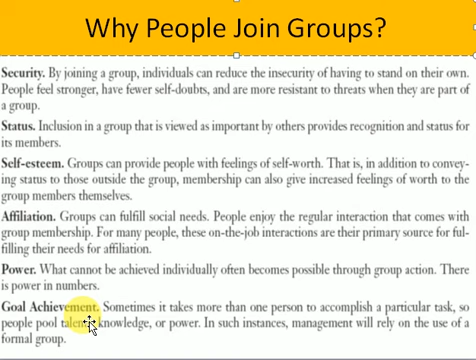 Why People Join Groups?
Security. By joining a group, individuals can reduce the insecurity of having to stand on their own.
People feel stronger, have fewer self-doubts, and are more resistant to threats when they are part of
a group.
Status. Inclusion in a group that is viewed as important by others provides recognition and status for
its members.
Self-esteem. Groups can provide people with feelings of self-worth. That is, in addition to convey-
ing status to those outside the group, membership can also give increased feelings of worth to the
group members themselves.
Affiliation. Groups can fulfill social needs. People enjoy the regular interaction that comes with
group membership. For many people, these on-the-job interactions are their primary source for ful-
filling their needs for affiliation.
Power. What cannot be achieved individually often becomes possible through group action. There
is power in numbers.
Goal Achievement. Sometimes it takes more than one person to accomplish a particular task, so
people pool talent, knowledge, or power. In such instances, management will rely on the use of a
formal group.